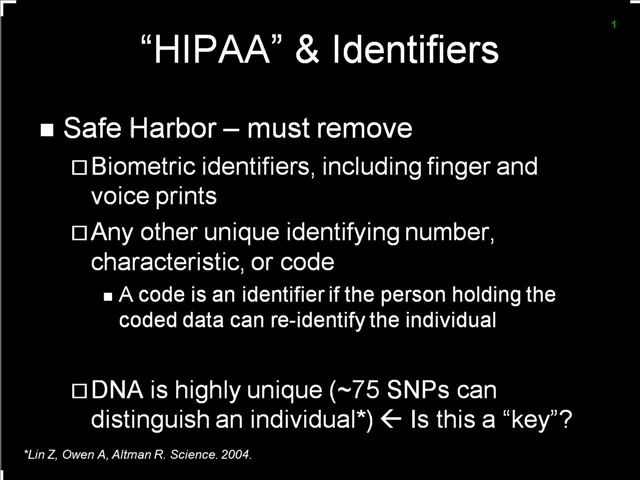 1
“HIPAA” & Identifiers
Safe Harbor – must remove
Biometric identifiers, including finger and
voice prints
Any other unique identifying number,
characteristic, or code
A code is an identifier if the person holding the
coded data can re-identify the individual
DNA is highly unique (~75 SNPs can
distinguish an individual*) ← Is this a “key”?
*Lin Z, Owen A, Altman R. Science. 2004.